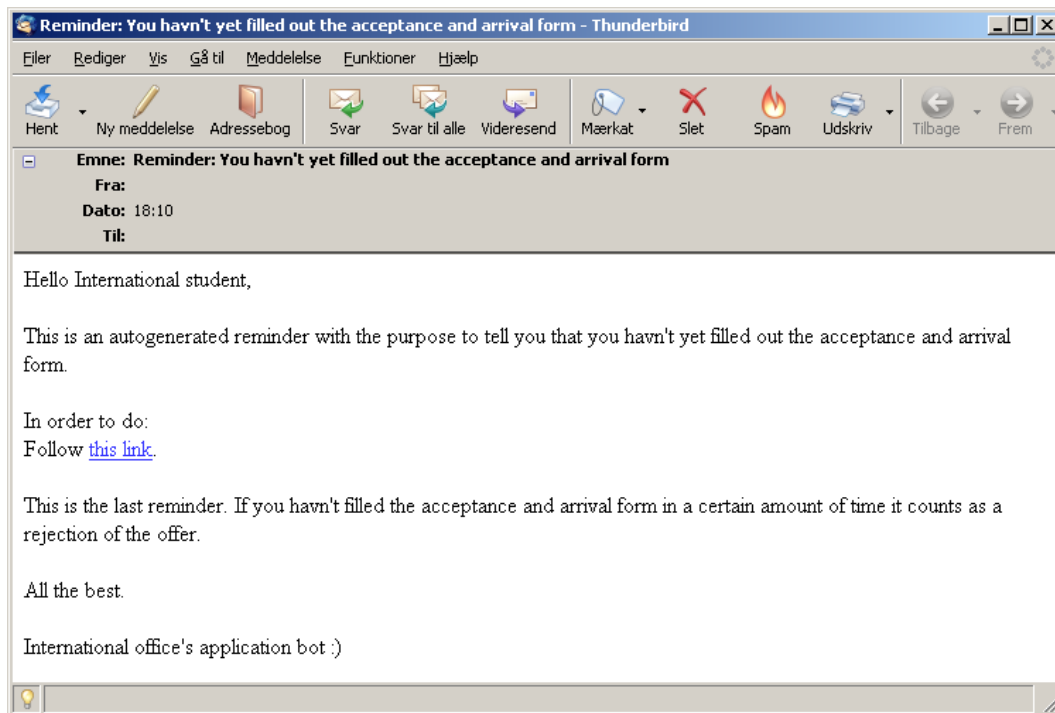 Reminder: You havn't yet filled out the acceptance and arrival form - Thunderbird
Filer Rediger Vis Gå til Meddelelse Funktioner Hjælp
Hent Ny meddelelse Adressebog Svar Svar til alle Videresend Mærkat Slet Spam Udskriv Tilbage Frem
Emne: Reminder: You havn't yet filled out the acceptance and arrival form
Fra:
Dato: 18:10
Til:
Hello International student,
This is an autogenerated reminder with the purpose to tell you that you havn't yet filled out the acceptance and arrival
form.
In order to do:
Follow this link.
This is the last reminder. If you havn't filled the acceptance and arrival form in a certain amount of time it counts as a
rejection of the offer.
All the best.
International office's application bot :)